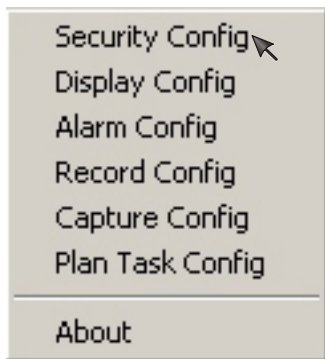 Security Config
Display Config
Alarm Config
Record Config
Capture Config
Plan Task Config
About